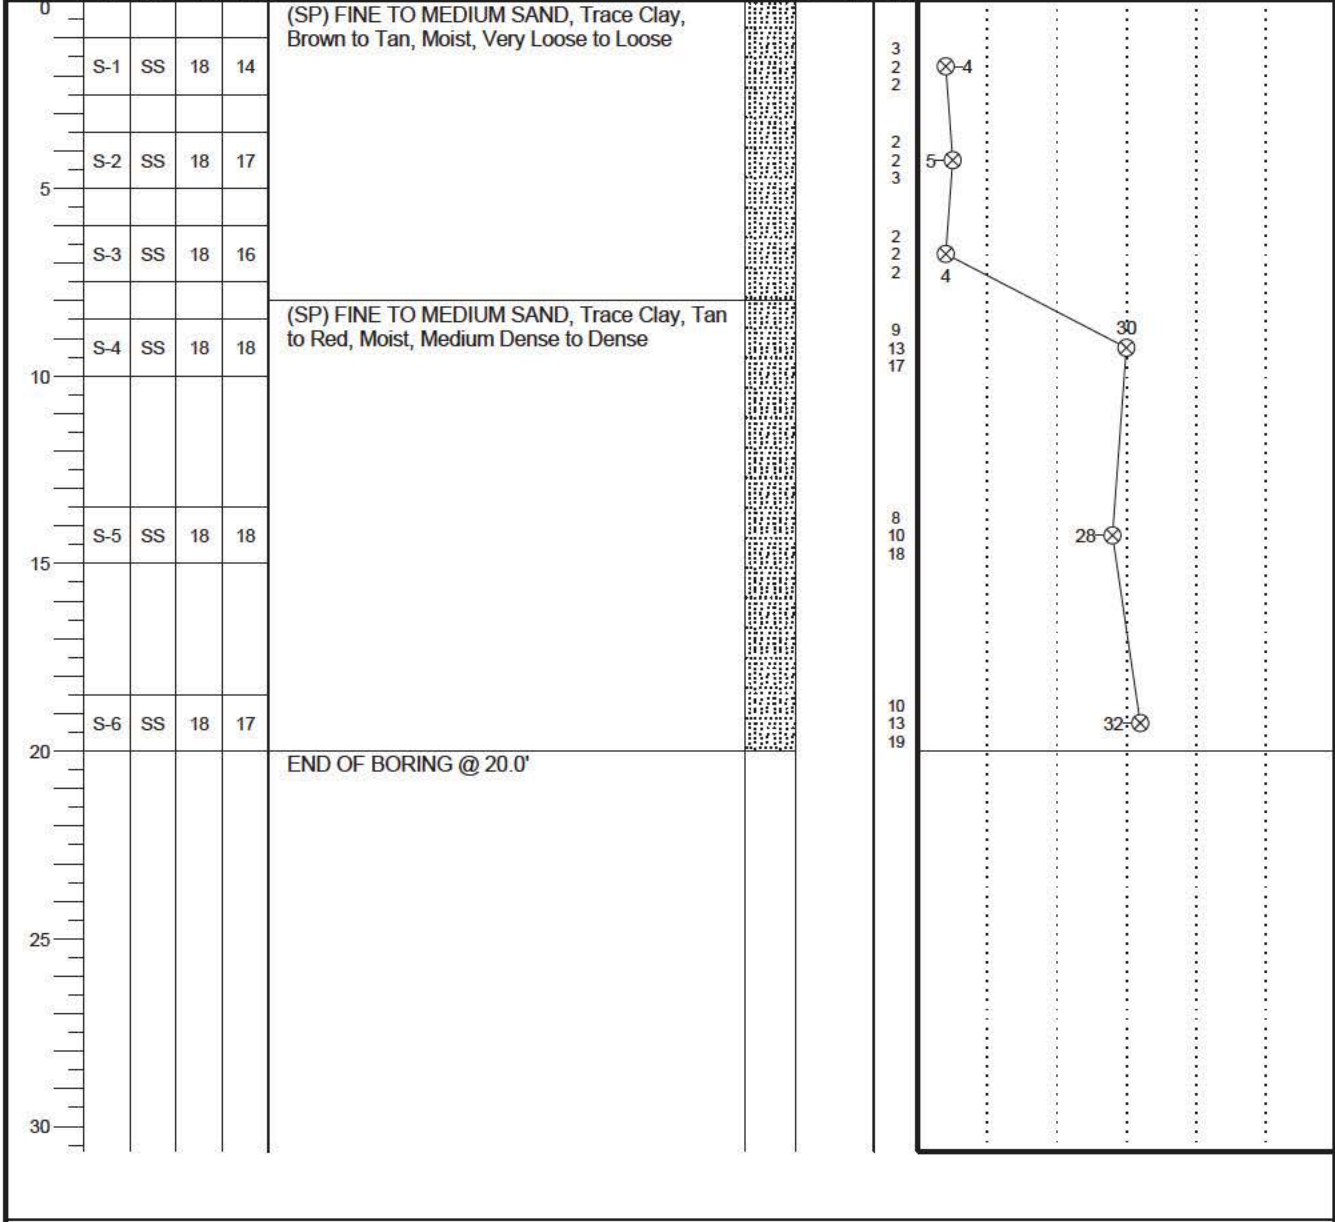 0
(SP) FINE TO MEDIUM SAND, Trace Clay,
Brown to Tan, Moist, Very Loose to Loose
S-1 SS 18 14
3
2
2
4
S-2 SS 18 17
2
2
3
5
5
S-3 SS 18 16
2
2
2
4
(SP) FINE TO MEDIUM SAND, Trace Clay, Tan
to Red, Moist, Medium Dense to Dense
S-4 SS 18 18
9
13
17
30
10
S-5 SS 18 18
8
10
18
28
15
S-6 SS 18 17
10
13
19
32
20
END OF BORING @ 20.0'
25
30